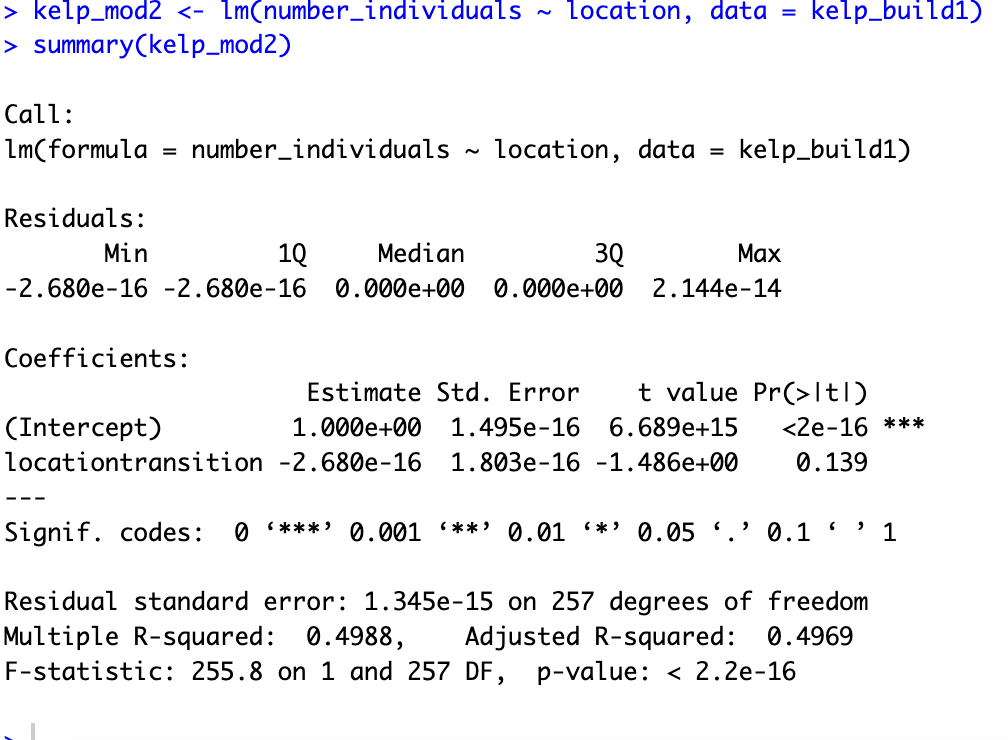 > kelp_mod2 <- lm(number_individuals ~ location, data = kelp_build1)
> summary(kelp_mod2)
Call:
lm(formula = number_individuals ~ location, data = kelp_build1)
Residuals:
Min 1Q Median 3Q Max
-2.680e-16 -2.680e-16 0.000e+00 0.000e+00 2.144e-14
Coefficients:
Estimate Std. Error t value Pr(>|t|)
(Intercept) 1.000e+00 1.495e-16 6.689e+15 <2e-16 ***
locationtransition -2.680e-16 1.803e-16 -1.486e+00 0.139
---
Signif. codes: 0 ‘***’ 0.001 ‘**’ 0.01 ‘*’ 0.05 ‘.’ 0.1 ‘ ’ 1
Residual standard error: 1.345e-15 on 257 degrees of freedom
Multiple R-squared: 0.4988, Adjusted R-squared: 0.4969
F-statistic: 255.8 on 1 and 257 DF, p-value: < 2.2e-16
>